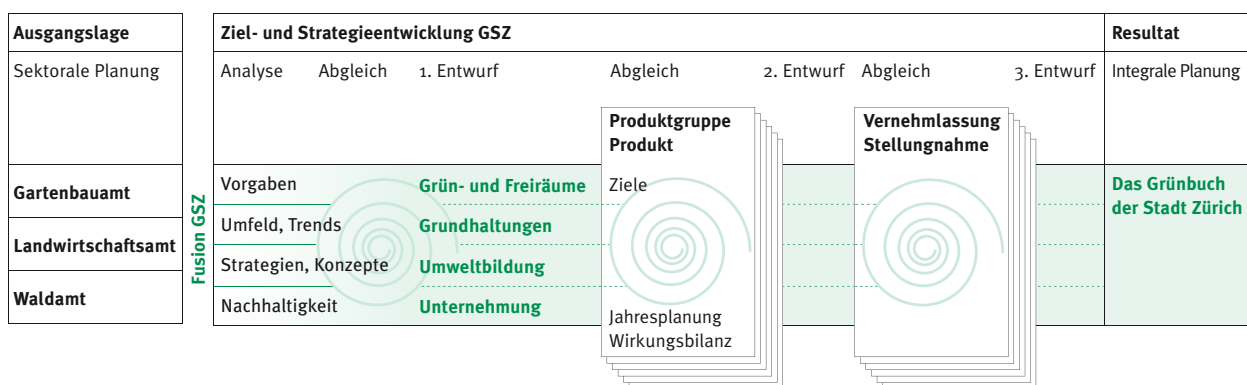 Ausgangslage
Ziel- und Strategieentwicklung GSZ
Resultat
Sektorale Planung
Analyse Abgleich 1. Entwurf Abgleich 2. Entwurf Abgleich 3. Entwurf
Integrale Planung
Produktgruppe
Produkt
Vernehmlassung
Stellungnahme
Gartenbauamt
Landwirtschaftsamt
Waldamt
Fusion GSZ
Vorgaben
Umfeld, Trends
Strategien, Konzepte
Nachhaltigkeit
Grün- und Freiräume
Grundhaltungen
Umweltbildung
Unternehmung
Ziele
Jahresplanung
Wirkungsbilanz
Das Grünbuch
der Stadt Zürich